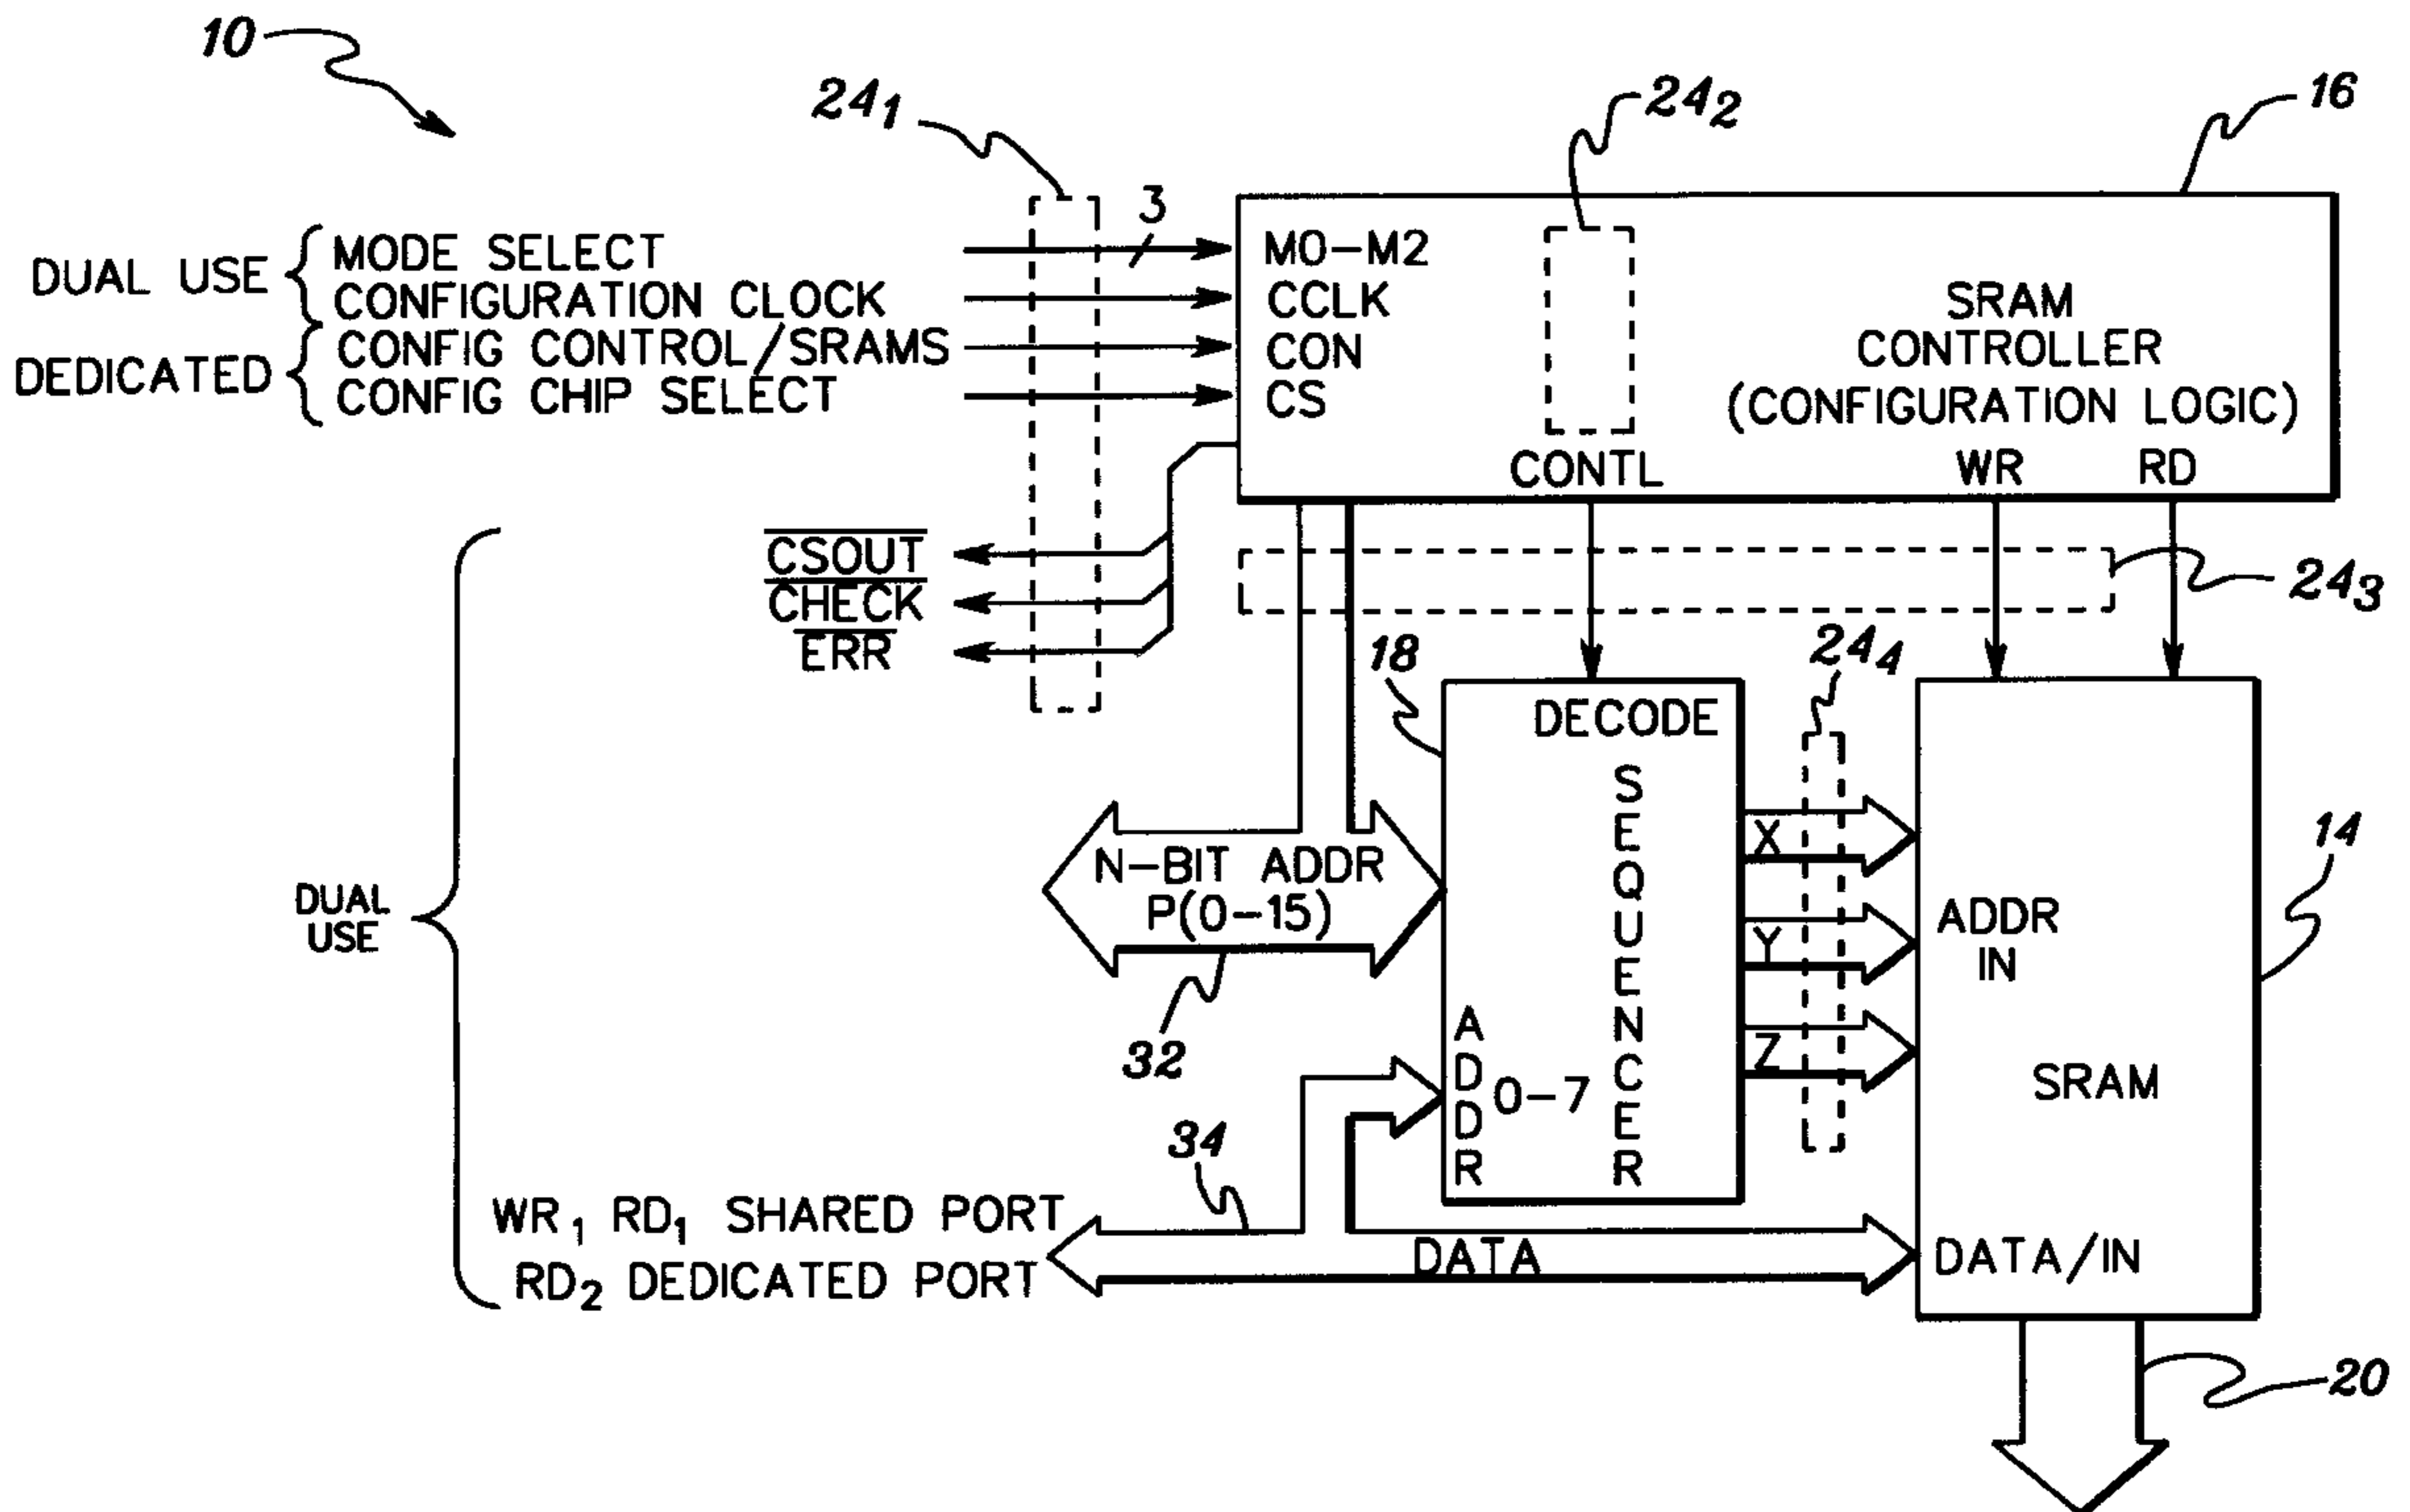 10
24₁
24₂
16
3
DUAL USE
MODE SELECT
CONFIGURATION CLOCK
DEDICATED
CONFIG CONTROL/SRAMS
CONFIG CHIP SELECT
M0-M2
CCLK
CON
CS
SRAM
CONTROLLER
(CONFIGURATION LOGIC)
CONTL
WR
RD
CSOUT
CHECK
ERR
24₃
18
24₄
DECODE
SEQUENCER
X
Y
Z
14
N-BIT ADDR
P(0-15)
ADDR
IN
DUAL
USE
32
ADDR
0-7
SRAM
34
WR₁ RD₁ SHARED PORT
RD₂ DEDICATED PORT
DATA
DATA/IN
20